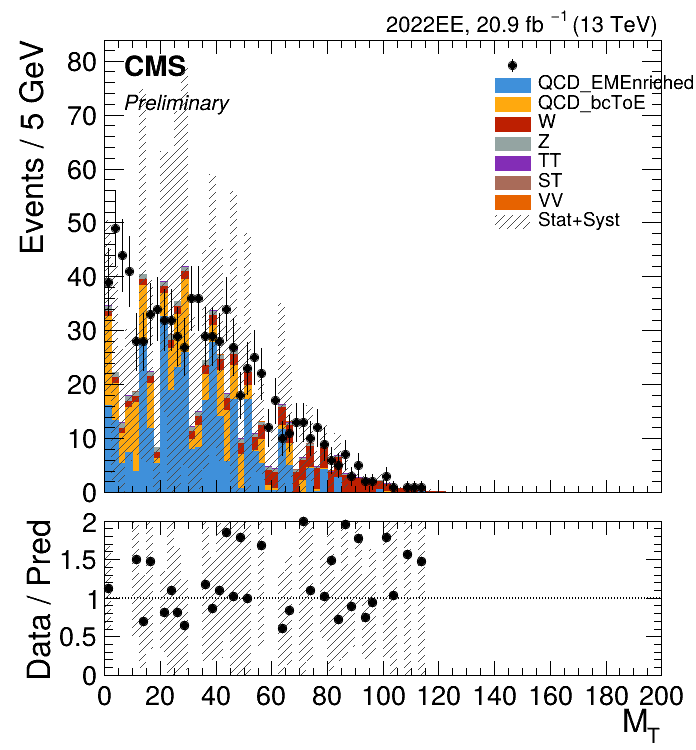 2022EE, 20.9 fb⁻¹ (13 TeV)
CMS
Preliminary
Events / 5 GeV
80
70
60
50
40
30
20
10
0
QCD_EMEnriched
QCD_bcToE
W
Z
TT
ST
VV
Stat+Syst
Data / Pred
2
1.5
1
0.5
0
0 20 40 60 80 100 120 140 160 180 200
M_T